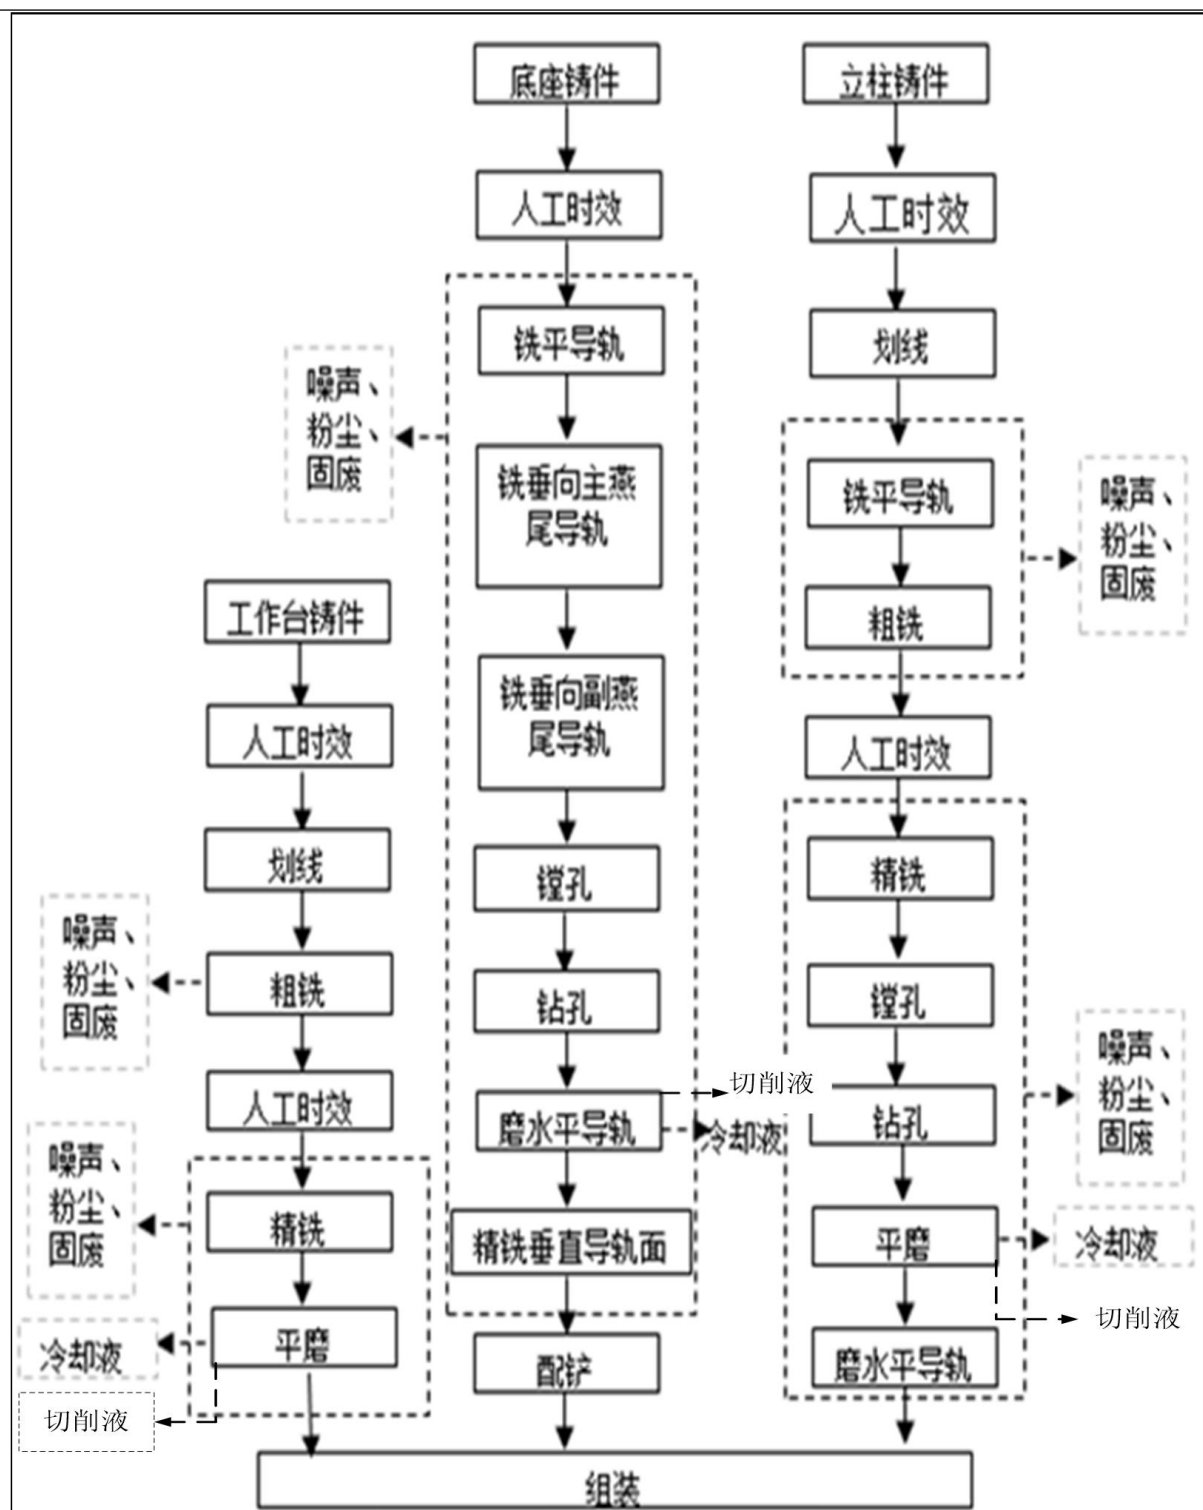 底座铸件
立柱铸件
人工时效
人工时效
铣平导轨
划线
噪声、
粉尘、
固废
铣垂向主燕
尾导轨
铣平导轨
噪声、
粉尘、
固废
工作台铸件
粗铣
铣垂向副燕
尾导轨
人工时效
人工时效
划线
镗孔
精铣
噪声、
粉尘、
固废
粗铣
钻孔
镗孔
噪声、
粉尘、
固废
切削液
人工时效
磨水平导轨
冷却液
钻孔
噪声、
粉尘、
固废
精铣
精铣垂直导轨面
平磨
冷却液
切削液
冷却液
平磨
配铲
磨水平导轨
切削液
组装